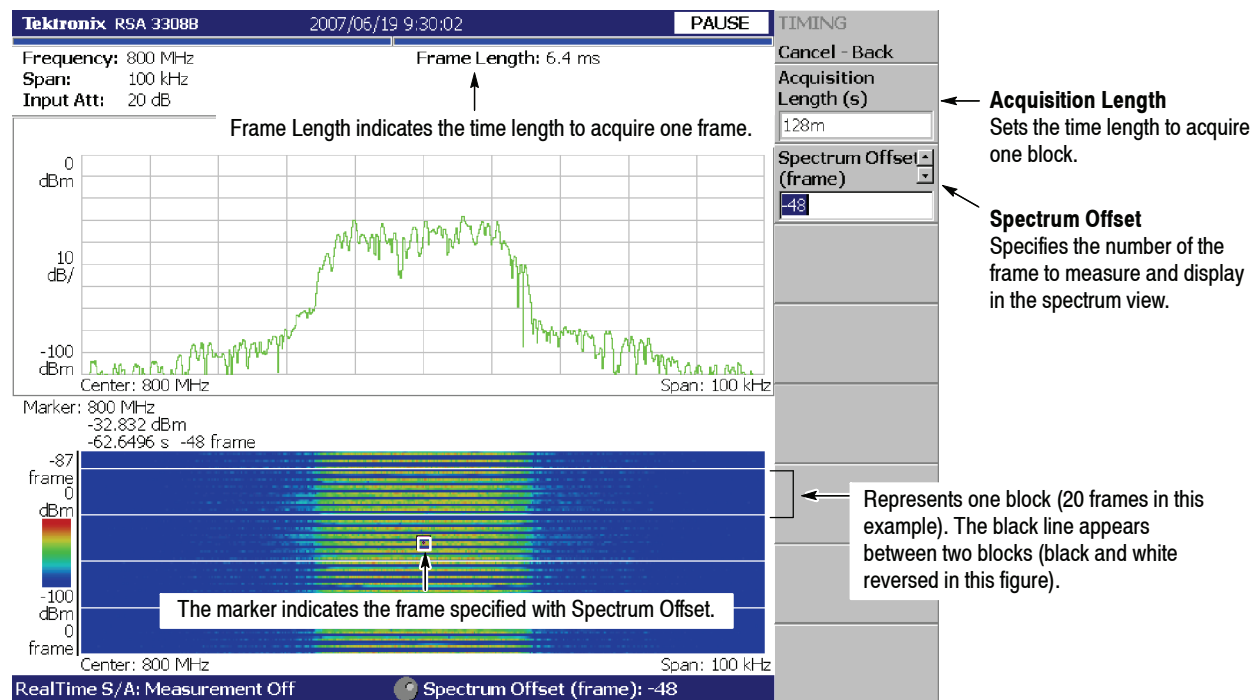 Tektronix RSA 3308B 2007/06/19 9:30:02 PAUSE
TIMING
Cancel - Back
Frequency: 800 MHz
Span: 100 kHz
Input Att: 20 dB
Frame Length: 6.4 ms
Frame Length indicates the time length to acquire one frame.
Acquisition
Length (s)
128m
Spectrum Offset
(frame)
-48
Acquisition Length
Sets the time length to acquire
one block.
Spectrum Offset
Specifies the number of the
frame to measure and display
in the spectrum view.
0
dBm
10
dB/
-100
dBm
Center: 800 MHz Span: 100 kHz
Marker: 800 MHz
-32.832 dBm
-62.6496 s -48 frame
-87
frame
0
dBm
-100
dBm
0
frame
The marker indicates the frame specified with Spectrum Offset.
Represents one block (20 frames in this
example). The black line appears
between two blocks (black and white
reversed in this figure).
Center: 800 MHz Span: 100 kHz
RealTime S/A: Measurement Off Spectrum Offset (frame): -48